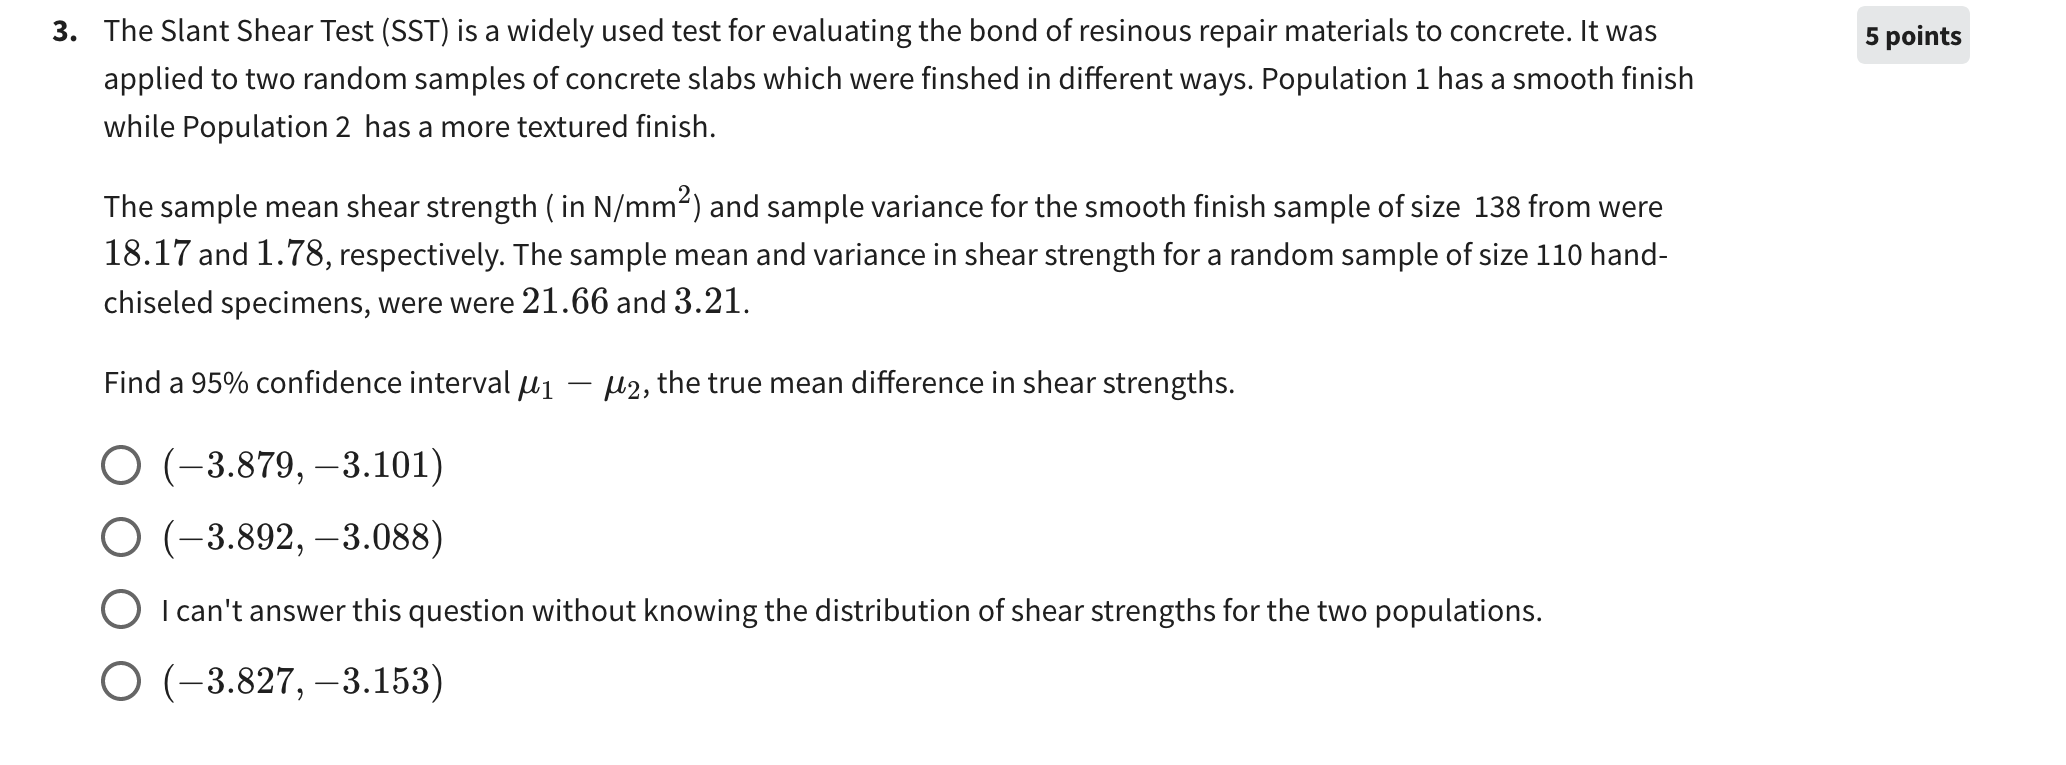 3. The Slant Shear Test (SST) is a widely used test for evaluating the bond of resinous repair materials to concrete. It was
5 points
applied to two random samples of concrete slabs which were finshed in different ways. Population 1 has a smooth finish
while Population 2 has a more textured finish.
The sample mean shear strength ( in N/mm²) and sample variance for the smooth finish sample of size 138 from were
18.17 and 1.78, respectively. The sample mean and variance in shear strength for a random sample of size 110 hand-
chiseled specimens, were were 21.66 and 3.21.
Find a 95% confidence interval μ₁ − μ₂, the true mean difference in shear strengths.
(−3.879, −3.101)
(−3.892, −3.088)
I can't answer this question without knowing the distribution of shear strengths for the two populations.
(−3.827, −3.153)